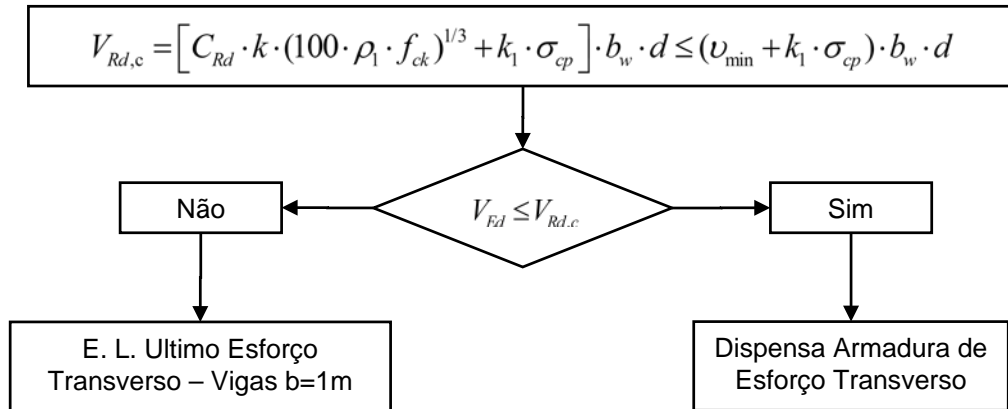 V_{Rd,c} = [C_{Rd} · k · (100 · ρ_1 · f_{ck})^{1/3} + k_1 · σ_{cp}] · b_w · d ≤ (υ_{min} + k_1 · σ_{cp}) · b_w · d
Não
V_{Ed} ≤ V_{Rd,c}
Sim
E. L. Ultimo Esforço
Transverso – Vigas b=1m
Dispensa Armadura de
Esforço Transverso